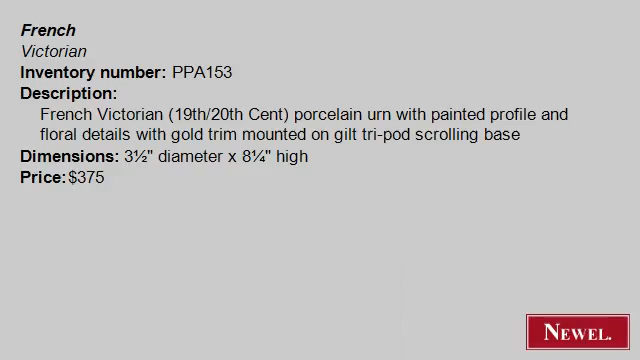 French
Victorian
Inventory number: PPA153
Description:
French Victorian (19th/20th Cent) porcelain urn with painted profile and
floral details with gold trim mounted on gilt tri-pod scrolling base
Dimensions: 3½" diameter x 8¼" high
Price:$375
NEWEL.